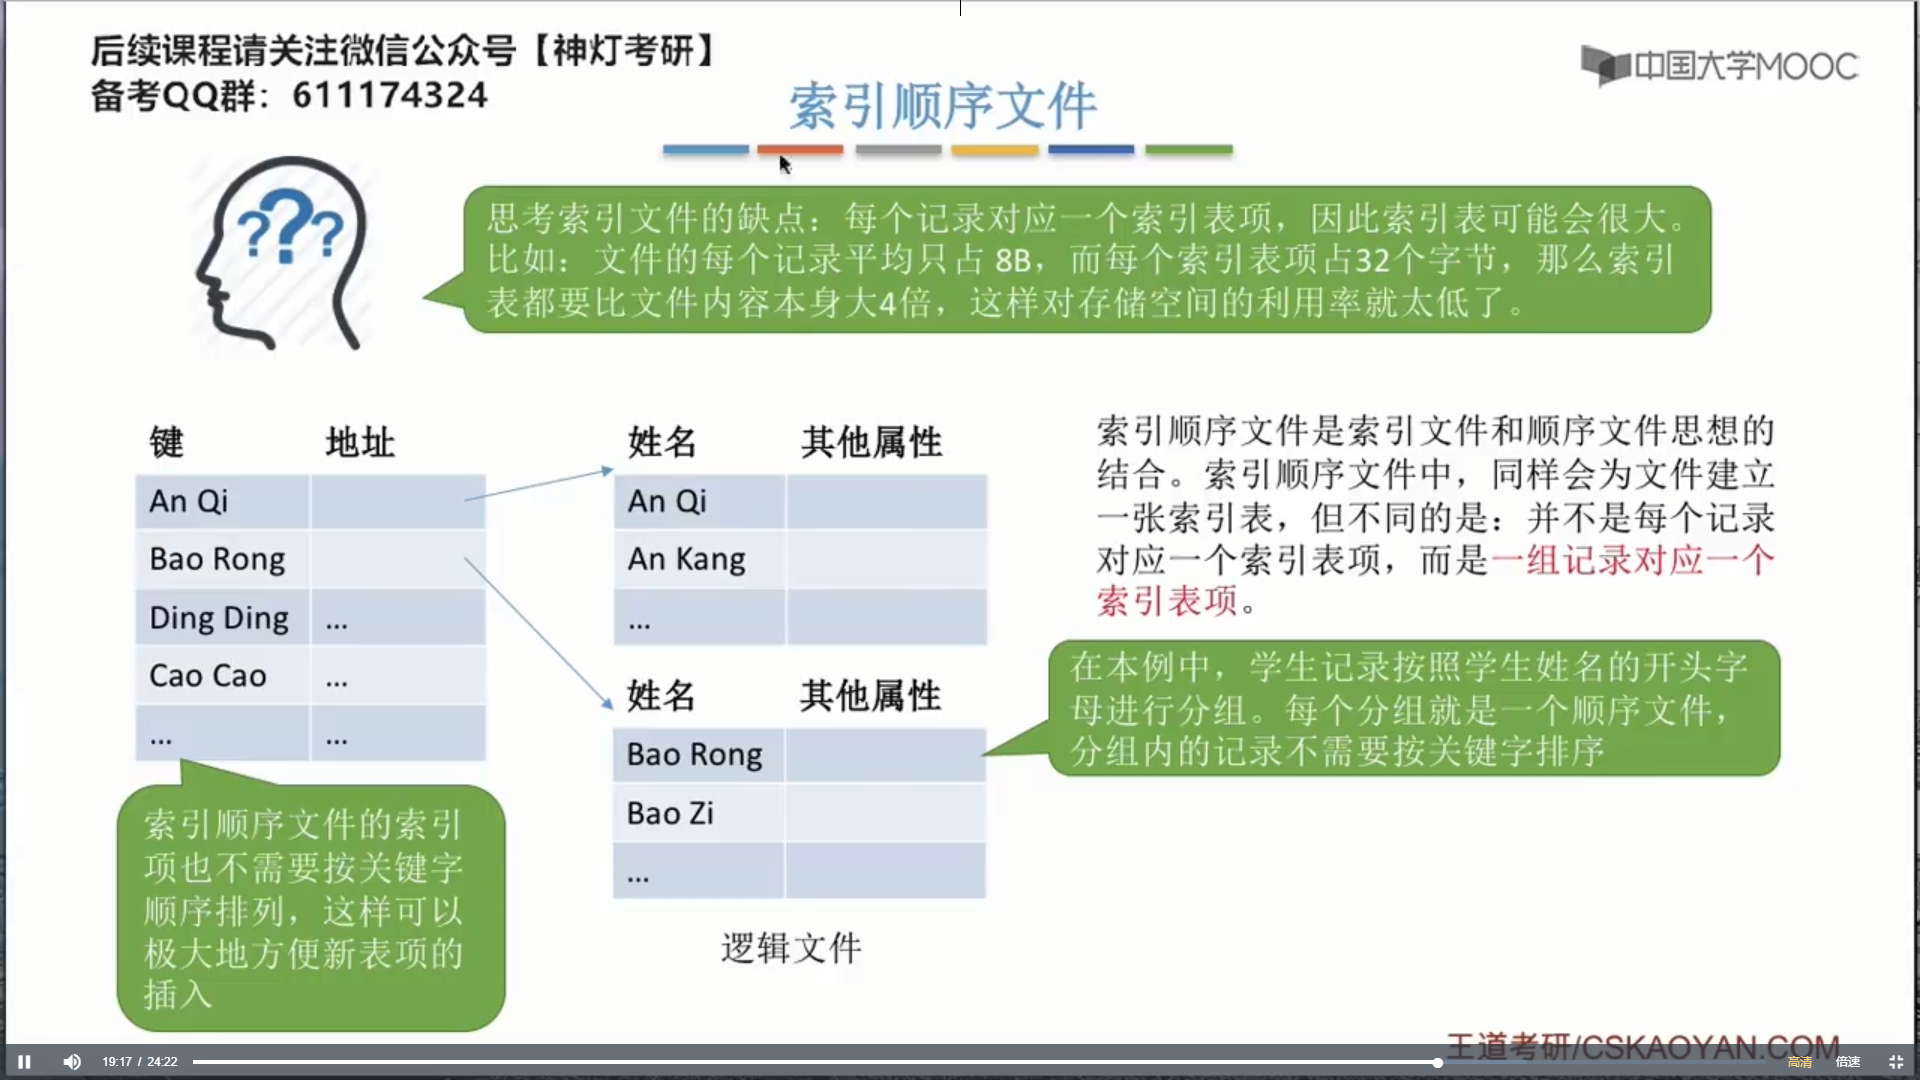 后续课程请关注微信公众号【神灯考研】
备考QQ群：611174324
中国大学MOOC
索引顺序文件
???
思考索引文件的缺点：每个记录对应一个索引表项，因此索引表可能会很大。
比如：文件的每个记录平均只占 8B，而每个索引表项占32个字节，那么索引
表都要比文件内容本身大4倍，这样对存储空间的利用率就太低了。
键 地址
An Qi
Bao Rong
Ding Ding ...
Cao Cao ...
... ...
姓名 其他属性
An Qi
An Kang
...
姓名 其他属性
Bao Rong
Bao Zi
...
逻辑文件
索引顺序文件是索引文件和顺序文件思想的
结合。索引顺序文件中，同样会为文件建立
一张索引表，但不同的是：并不是每个记录
对应一个索引表项，而是一组记录对应一个
索引表项。
在本例中，学生记录按照学生姓名的开头字
母进行分组。每个分组就是一个顺序文件，
分组内的记录不需要按关键字排序
索引顺序文件的索引
项也不需要按关键字
顺序排列，这样可以
极大地方便新表项的
插入
王道考研/CSKAOYAN.COM
19:17 / 24:22
高清 倍速